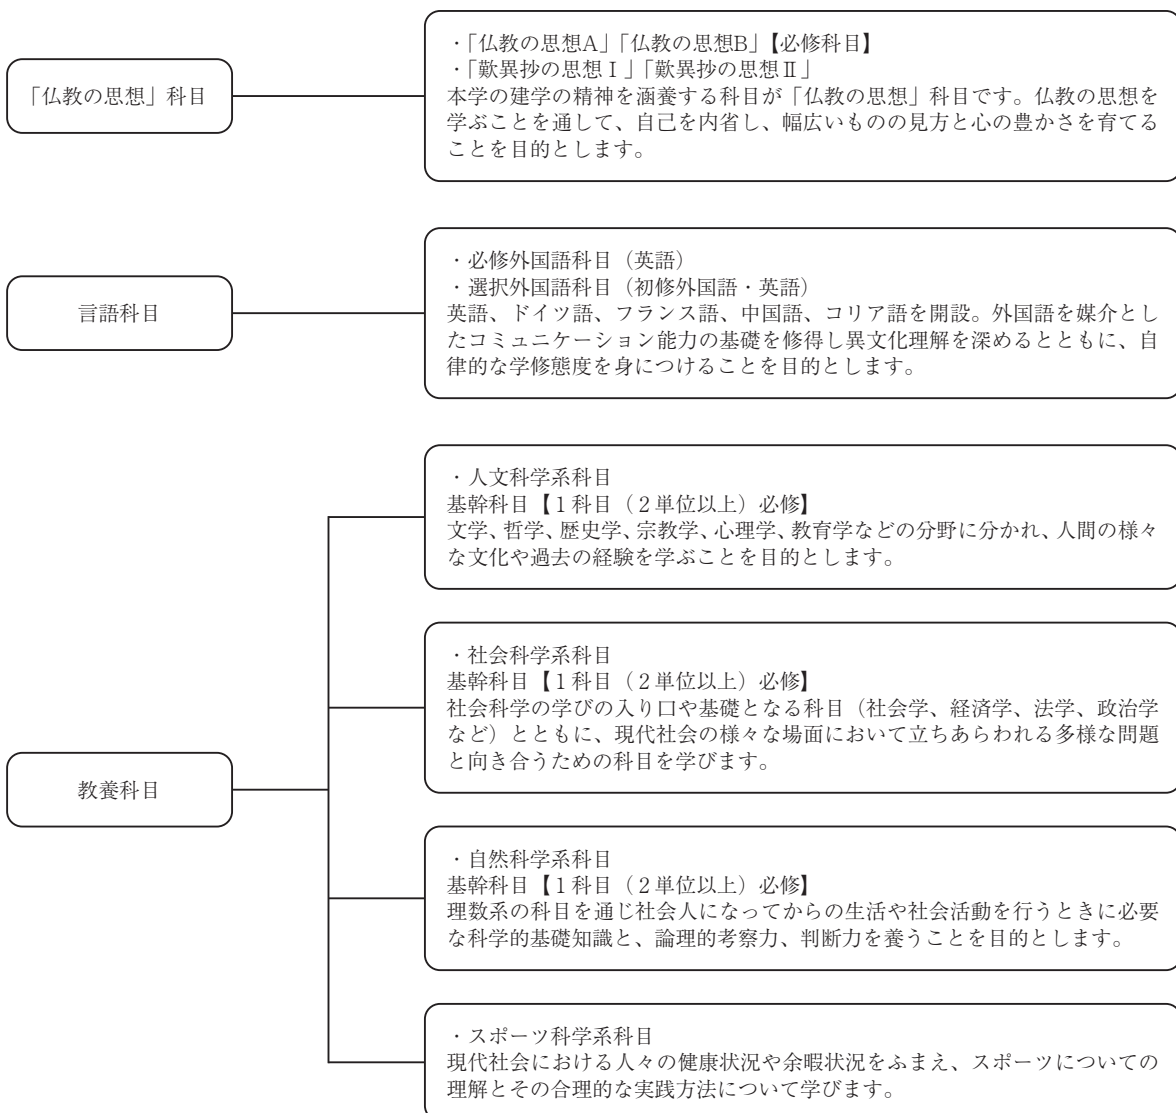 「仏教の思想」科目
・「仏教の思想A」「仏教の思想B」【必修科目】
・「歎異抄の思想Ⅰ」「歎異抄の思想Ⅱ」
本学の建学の精神を涵養する科目が「仏教の思想」科目です。仏教の思想を
学ぶことを通して、自己を内省し、幅広いものの見方と心の豊かさを育てる
ことを目的とします。
言語科目
・必修外国語科目（英語）
・選択外国語科目（初修外国語・英語）
英語、ドイツ語、フランス語、中国語、コリア語を開設。外国語を媒介とし
たコミュニケーション能力の基礎を修得し異文化理解を深めるとともに、自
律的な学修態度を身につけることを目的とします。
教養科目
・人文科学系科目
基幹科目【１科目（２単位以上）必修】
文学、哲学、歴史学、宗教学、心理学、教育学などの分野に分かれ、人間の様々
な文化や過去の経験を学ぶことを目的とします。
・社会科学系科目
基幹科目【１科目（２単位以上）必修】
社会科学の学びの入り口や基礎となる科目（社会学、経済学、法学、政治学
など）とともに、現代社会の様々な場面において立ちあらわれる多様な問題
と向き合うための科目を学びます。
・自然科学系科目
基幹科目【１科目（２単位以上）必修】
理数系の科目を通じ社会人になってからの生活や社会活動を行うときに必要
な科学的基礎知識と、論理的考察力、判断力を養うことを目的とします。
・スポーツ科学系科目
現代社会における人々の健康状況や余暇状況をふまえ、スポーツについての
理解とその合理的な実践方法について学びます。